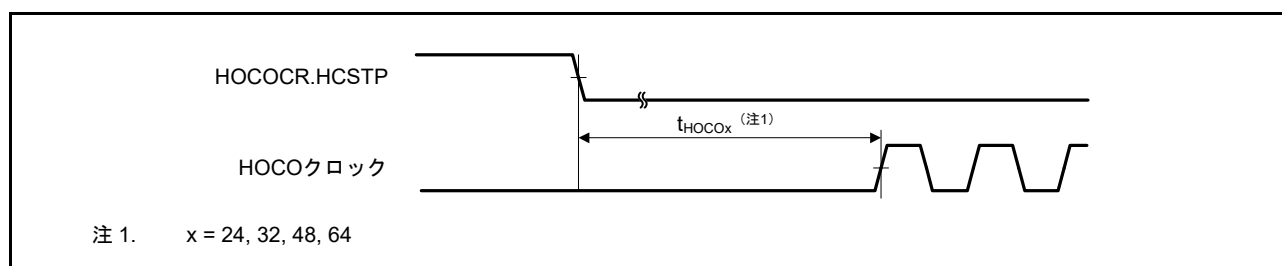 HOCOCR.HCSTP
tHOCOx（注1）
HOCOクロック
注 1. x = 24, 32, 48, 64